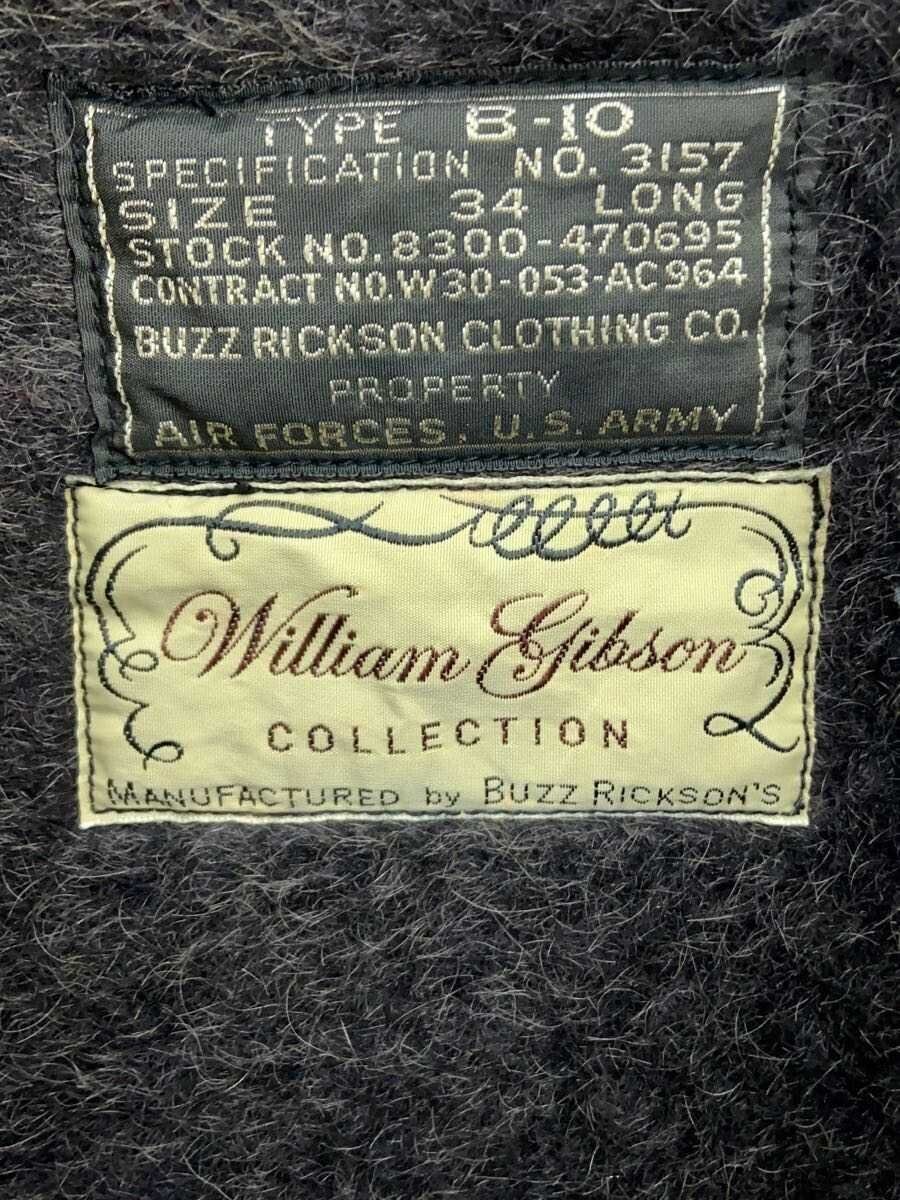 TYPE B-10
SPECIFICATION NO. 3157
SIZE 34 LONG
STOCK NO. 8300-470695
CONTRACT NO. W30-053-AC964
BUZZ RICKSON CLOTHING CO.
PROPERTY
AIR FORCES, U.S. ARMY
William Gibson
COLLECTION
MANUFACTURED by BUZZ RICKSON'S